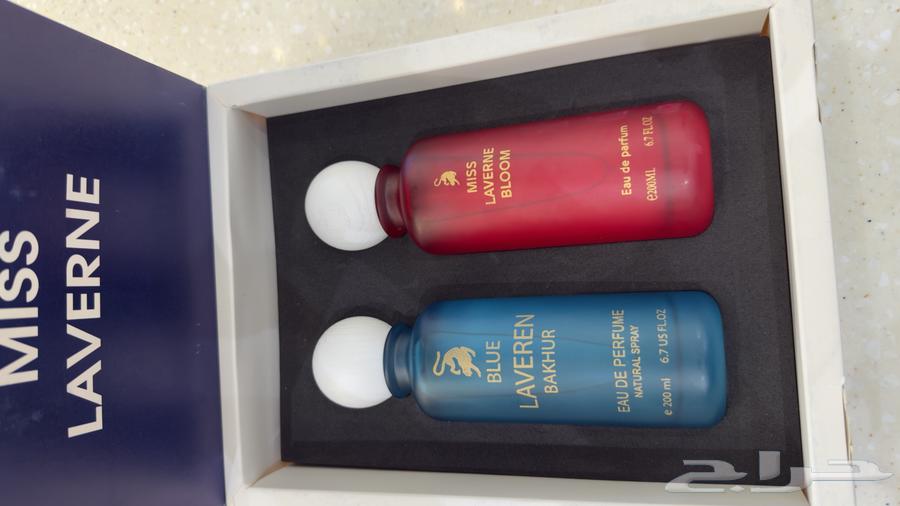 MISS
LAVERNE
MISS
LAVERNE
BLOOM
Eau de parfum
e200ML 6.7 FL.OZ
BLUE
LAVEREN
BAKHUR
EAU DE PERFUME
NATURAL SPRAY
e 200 ml 6.7 US FL.OZ
حراج